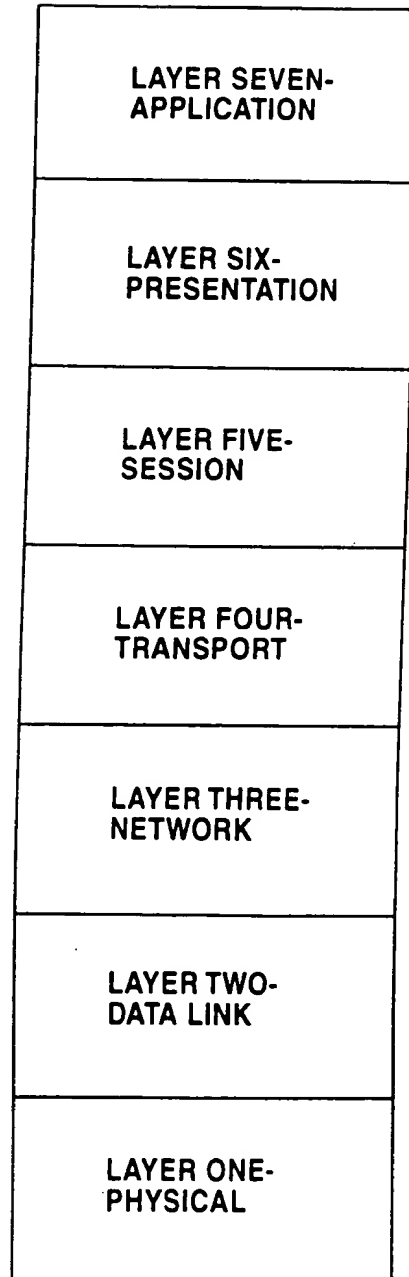 LAYER SEVEN-
APPLICATION
LAYER SIX-
PRESENTATION
LAYER FIVE-
SESSION
LAYER FOUR-
TRANSPORT
LAYER THREE-
NETWORK
LAYER TWO-
DATA LINK
LAYER ONE-
PHYSICAL